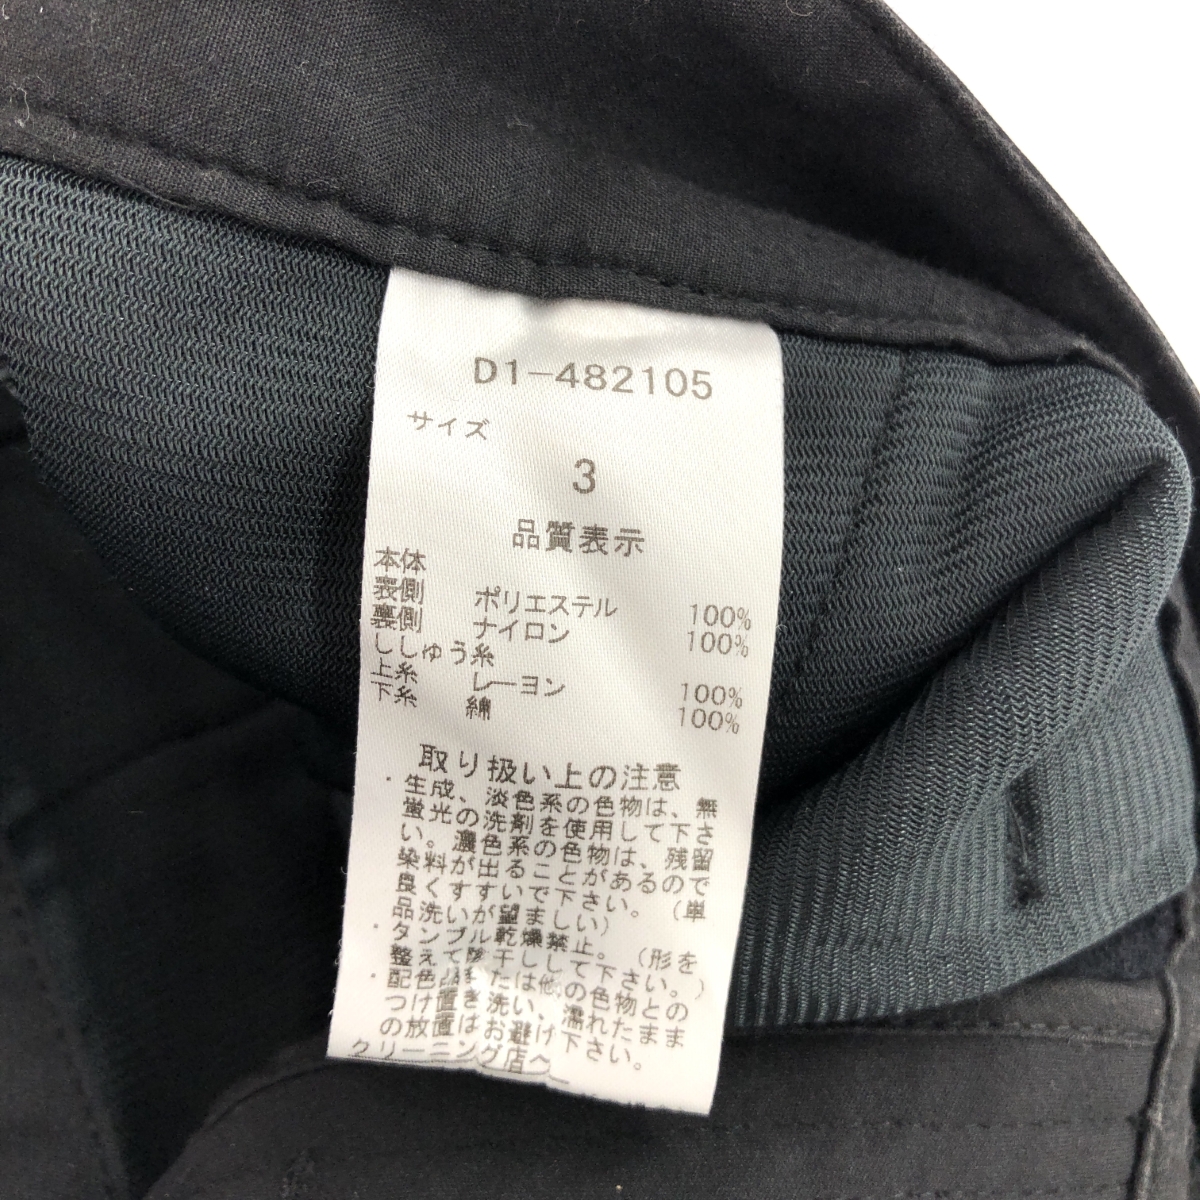 D1-482105
サイズ
3
品質表示
本体
表側 ポリエステル 100%
裏側 ナイロン 100%
ししゅう糸
上糸 レーヨン 100%
下糸 綿 100%
取り扱い上の注意
・生成、淡色系の色物は、無
蛍光の洗剤を使用して下さ
い。濃色系の色物は、残留
染料が出ることがあるので
良くすすいで下さい。(単
品洗いが望ましい)
・タンブル乾燥禁止。(形を
整えて陰干しして下さい。)
・配色品または他の色物との
つけ置き洗い、濡れたまま
の放置はお避け下さい。
クリーニング店へ